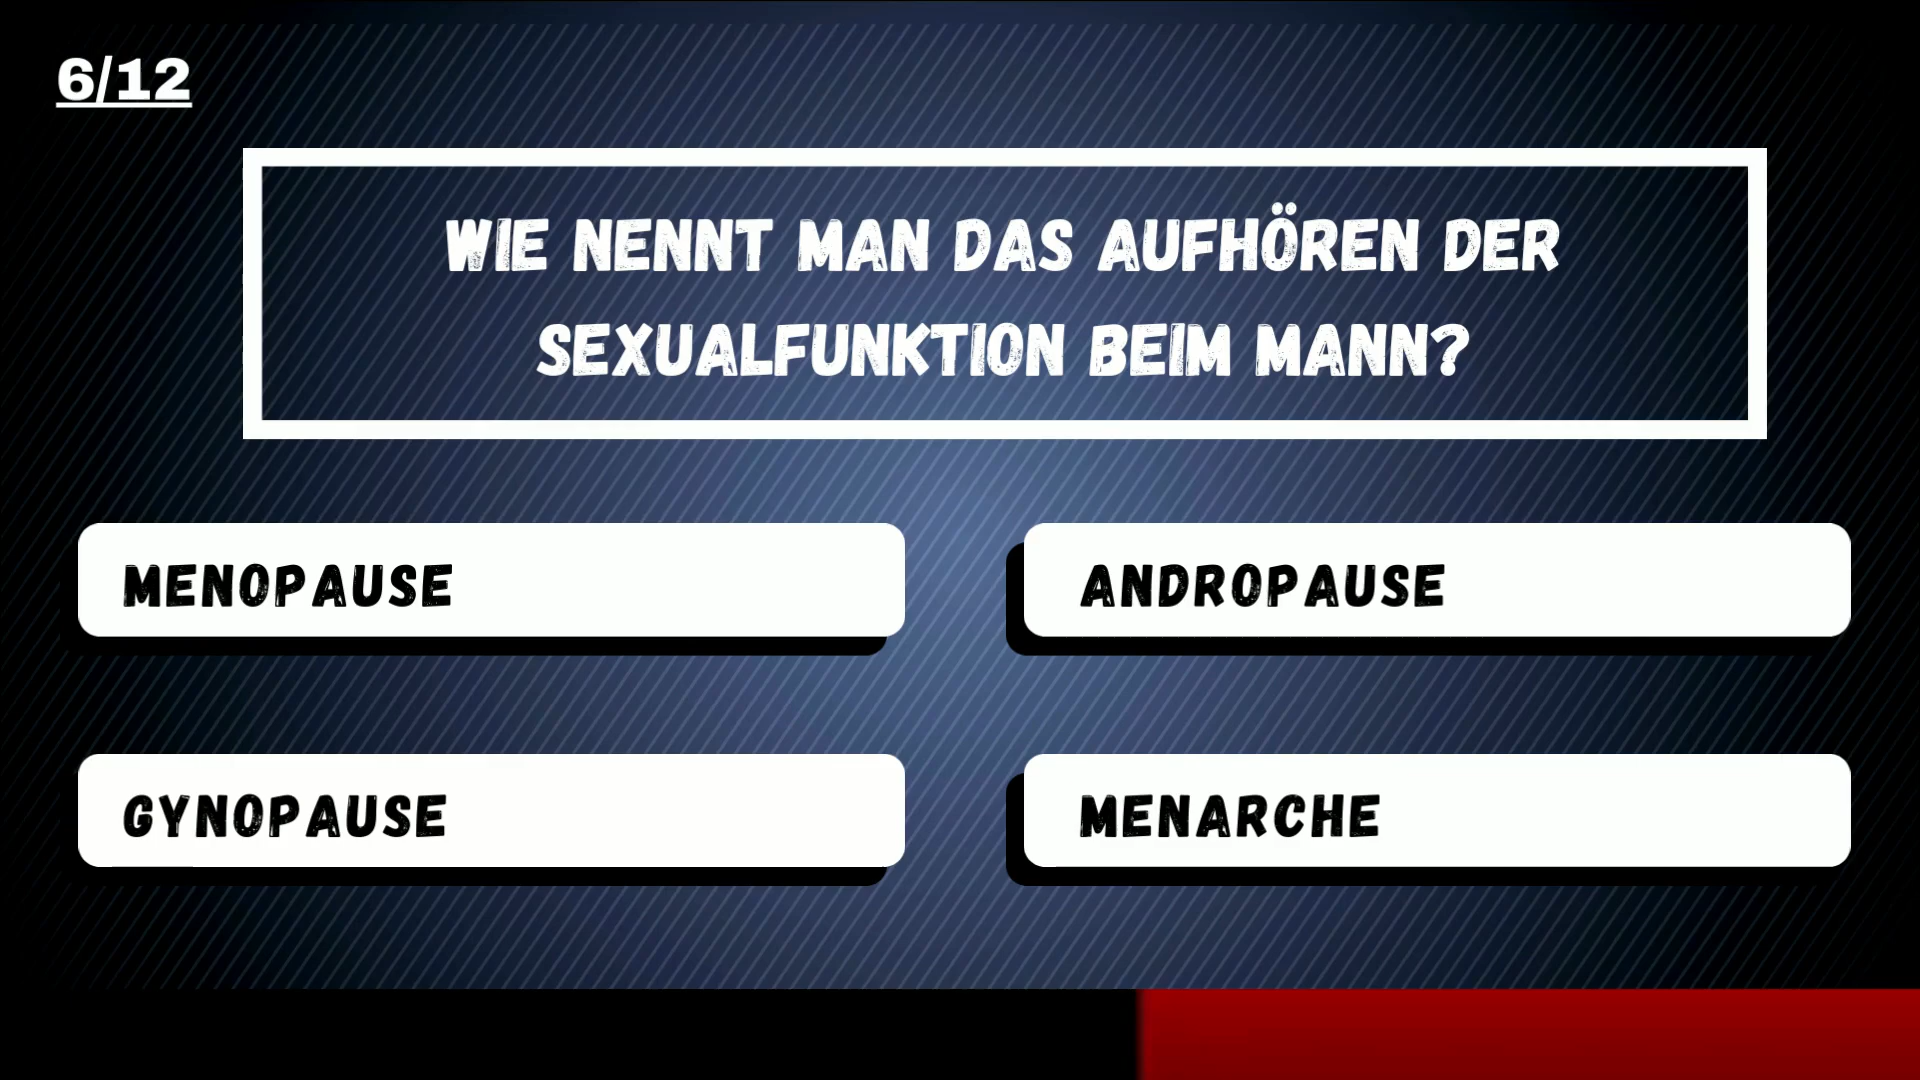 6/12
WIE NENNT MAN DAS AUFHÖREN DER
SEXUALFUNKTION BEIM MANN?
MENOPAUSE
ANDROPAUSE
GYNOPAUSE
MENARCHE